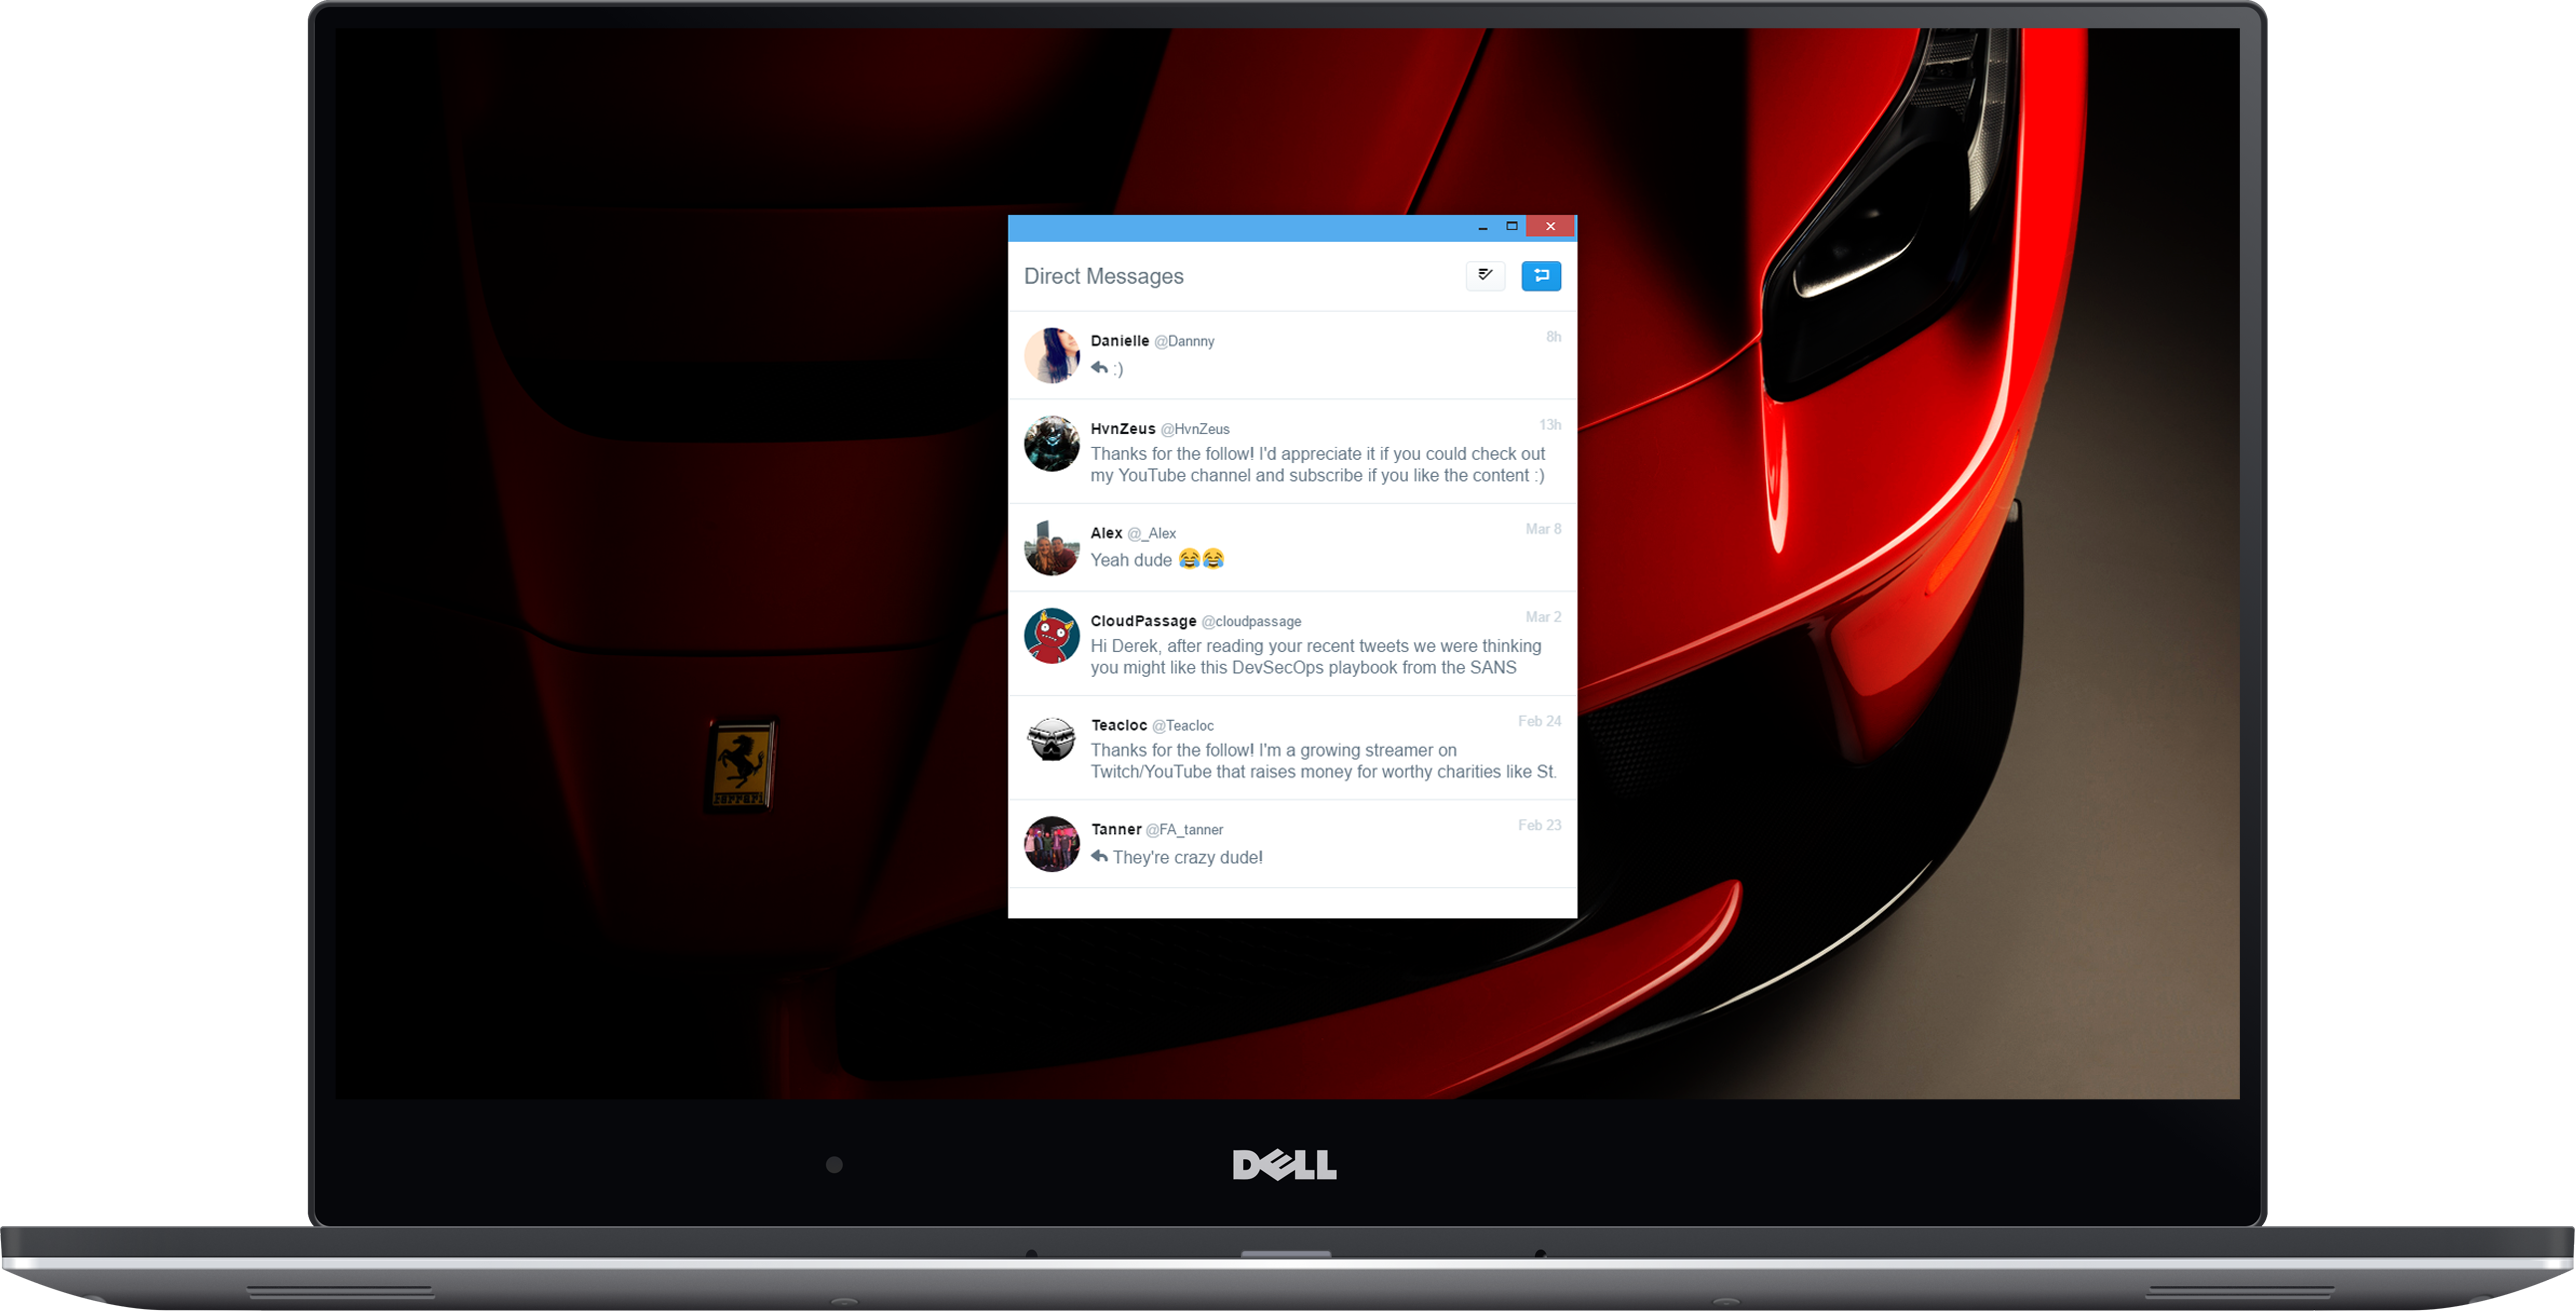 Direct Messages
Danielle @Dannny 8h
:)
HvnZeus @HvnZeus 13h
Thanks for the follow! I'd appreciate it if you could check out
my YouTube channel and subscribe if you like the content :)
Alex @_Alex Mar 8
Yeah dude 😂😂
CloudPassage @cloudpassage Mar 2
Hi Derek, after reading your recent tweets we were thinking
you might like this DevSecOps playbook from the SANS
Teacloc @Teacloc Feb 24
Thanks for the follow! I'm a growing streamer on
Twitch/YouTube that raises money for worthy charities like St.
Tanner @FA_tanner Feb 23
They're crazy dude!
Ferrari
DELL